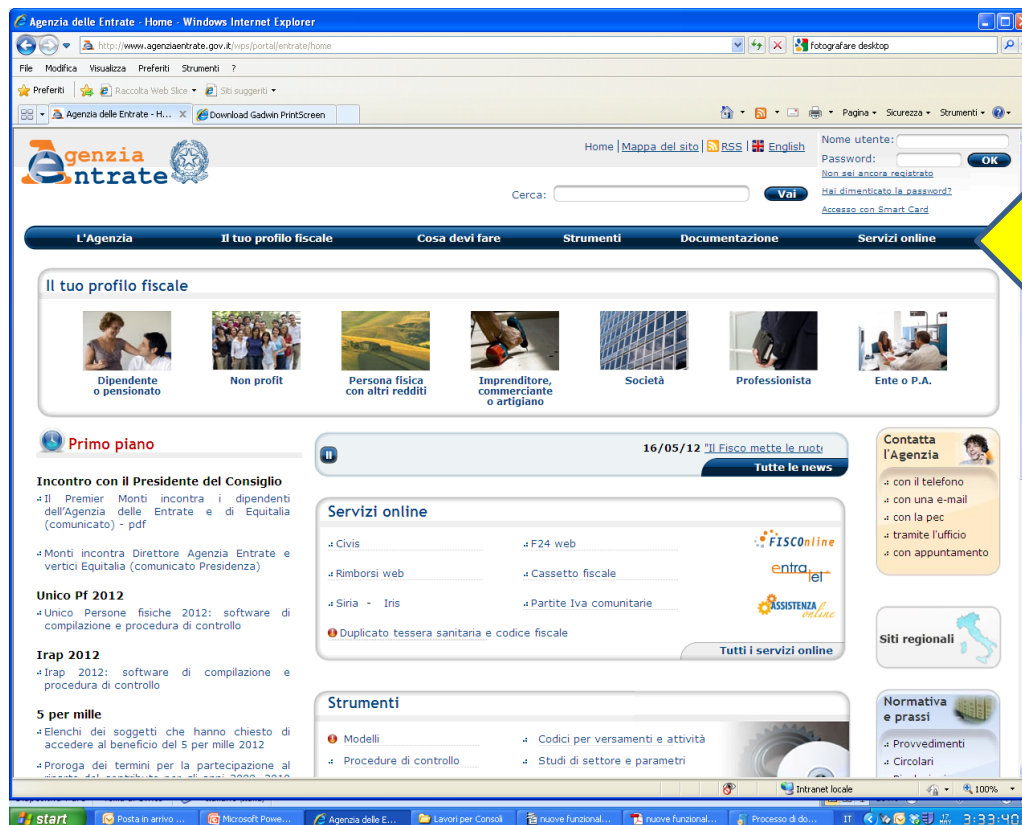 Agenzia delle Entrate - Home - Windows Internet Explorer
http://www.agenziaentrate.gov.it/wps/portal/entrate/home
fotografare desktop
File Modifica Visualizza Preferiti Strumenti ?
Preferiti Raccolta Web Slice Siti suggeriti
Agenzia delle Entrate - H... Download Gadwin PrintScreen
Pagina Sicurezza Strumenti
Agenzia
Entrate
Home | Mappa del sito | RSS | English
Nome utente:
Password: OK
Non sei ancora registrato
Hai dimenticato la password?
Accesso con Smart Card
Cerca: Vai
L'Agenzia Il tuo profilo fiscale Cosa devi fare Strumenti Documentazione Servizi online
Il tuo profilo fiscale
Dipendente
o pensionato
Non profit
Persona fisica
con altri redditi
Imprenditore,
commerciante
o artigiano
Società
Professionista
Ente o P.A.
Primo piano
Incontro con il Presidente del Consiglio
Il Premier Monti incontra i dipendenti
dell'Agenzia delle Entrate e di Equitalia
(comunicato) - pdf
Monti incontra Direttore Agenzia Entrate e
vertici Equitalia (comunicato Presidenza)
Unico Pf 2012
Unico Persone fisiche 2012: software di
compilazione e procedura di controllo
Irap 2012
Irap 2012: software di compilazione e
procedura di controllo
5 per mille
Elenchi dei soggetti che hanno chiesto di
accedere al beneficio del 5 per mille 2012
Proroga dei termini per la partecipazione al
16/05/12 "Il Fisco mette le ruote
Tutte le news
Servizi online
Civis
F24 web
FISCOnline
Rimborsi web
Cassetto fiscale
entratel
Siria - Iris
Partite Iva comunitarie
ASSISTENZA online
Duplicato tessera sanitaria e codice fiscale
Tutti i servizi online
Strumenti
Modelli
Codici per versamenti e attività
Procedure di controllo
Studi di settore e parametri
Contatta
l'Agenzia
con il telefono
con una e-mail
con la pec
tramite l'ufficio
con appuntamento
Siti regionali
Normativa
e prassi
Provvedimenti
Circolari
Intranet locale
100%
start Posta in arrivo ... Microsoft Powe... Agenzia delle E... Lavori per Consoli nuove funzional... nuove funzional... Processo di do... IT 3:33:40